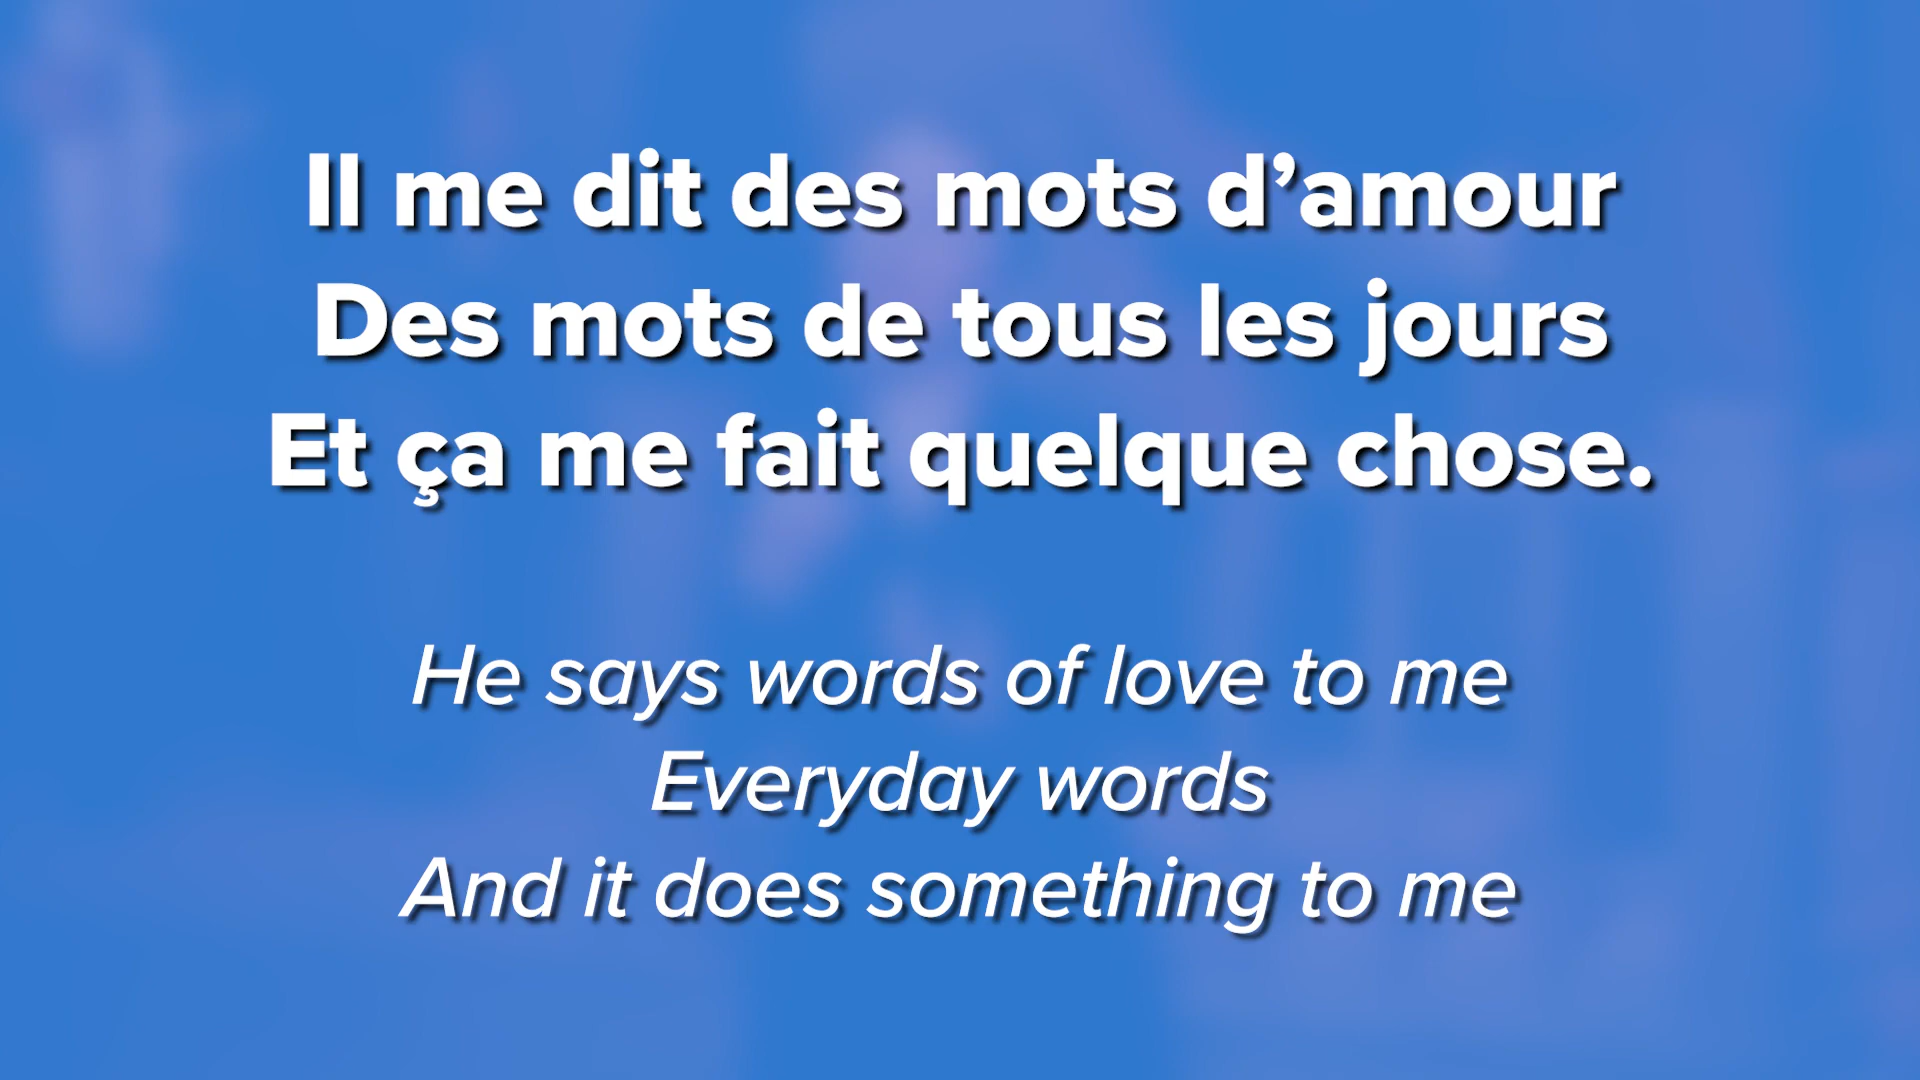 Il me dit des mots d’amour
Des mots de tous les jours
Et ça me fait quelque chose.
He says words of love to me
Everyday words
And it does something to me